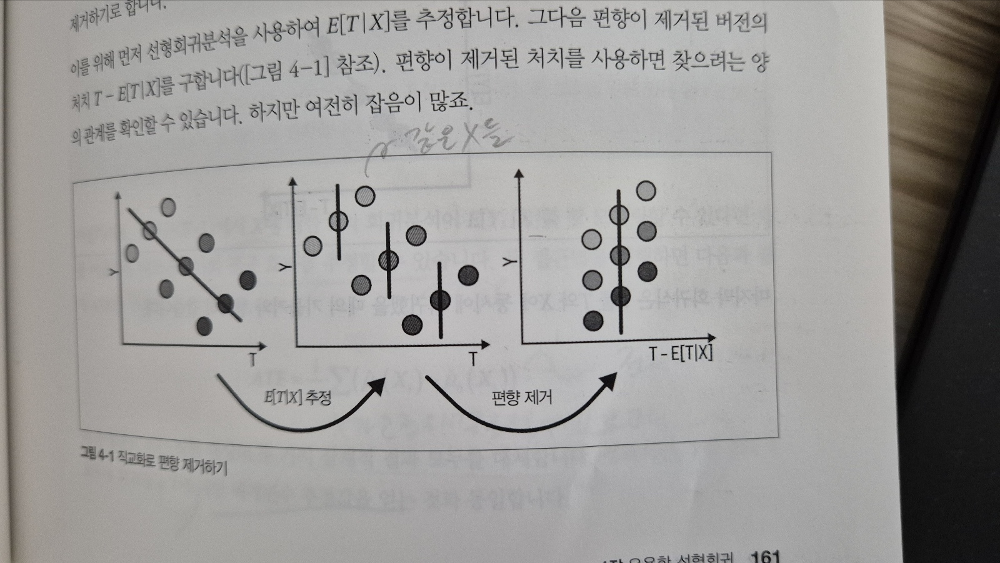 제거하기로 합니다.
이를 위해 먼저 선형회귀분석을 사용하여 E[T|X]를 추정합니다. 그다음 편향이 제거된 버전의
처치 T - E[T|X]를 구합니다([그림 4-1] 참조). 편향이 제거된 처치를 사용하면 찾으려는 양
의 관계를 확인할 수 있습니다. 하지만 여전히 잡음이 많죠.
같은 X들
Y
T
Y
T
Y
T - E[T|X]
E[T|X] 추정
편향 제거
그림 4-1 직교화로 편향 제거하기
4장 유용한 선형회귀 161